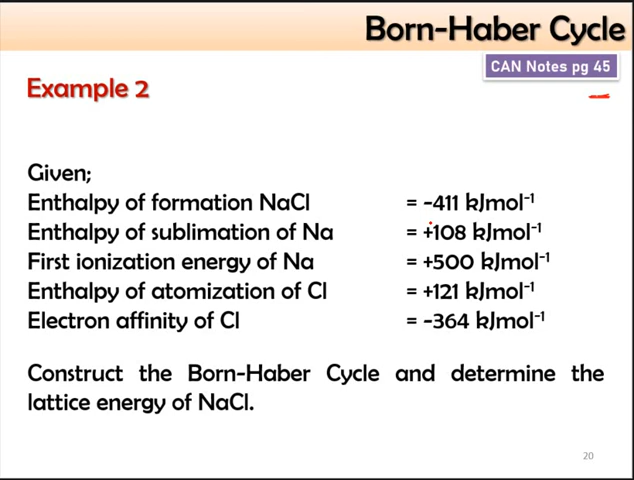 Born-Haber Cycle
CAN Notes pg 45
Example 2
Given;
Enthalpy of formation NaCl = -411 kJmol⁻¹
Enthalpy of sublimation of Na = +108 kJmol⁻¹
First ionization energy of Na = +500 kJmol⁻¹
Enthalpy of atomization of Cl = +121 kJmol⁻¹
Electron affinity of Cl = -364 kJmol⁻¹
Construct the Born-Haber Cycle and determine the
lattice energy of NaCl.
20